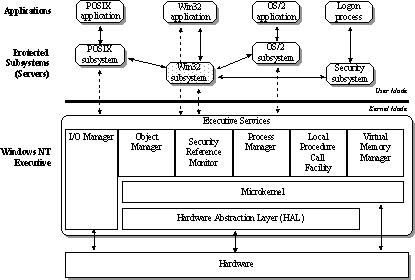 Applications
POSIX
application
Win32
application
OS/2
application
Logon
process
Protected
Subsystems
(Servers)
POSIX
subsystem
Win32
subsystem
OS/2
subsystem
Security
subsystem
User Mode
Kernel Mode
Windows NT
Executive
Executive Services
I/O Manager
Object
Manager
Security
Reference
Monitor
Process
Manager
Local
Procedure
Call
Facility
Virtual
Memory
Manager
Microkernel
Hardware Abstraction Layer (HAL)
Hardware